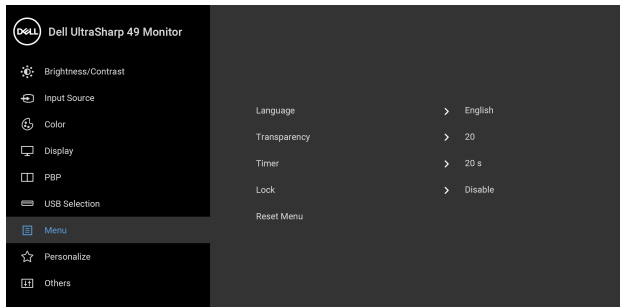 DELL Dell UltraSharp 49 Monitor
Brightness/Contrast
Input Source
Color
Display
PBP
USB Selection
Menu
Personalize
Others
Language English
Transparency 20
Timer 20 s
Lock Disable
Reset Menu